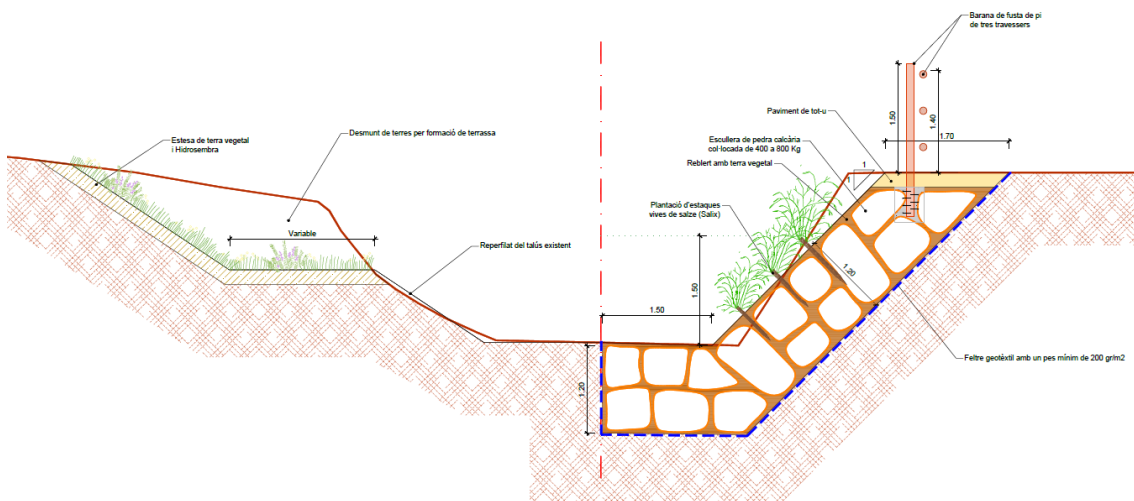 Barana de fusta de pi
de tres travessers
Paviment de tot-u
Estesa de terra vegetal
i Hidrosembra
Desmunt de terres per formació de terrassa
Escullera de pedra calcària
col·locada de 400 a 800 Kg
Reblert amb terra vegetal
1.50
1.40
1.70
1
1
Plantació d'estaques
vives de salze (Salix)
Variable
Reperfilat del talús existent
1.50
1.50
1.20
1.20
Feltre geotèxtil amb un pes mínim de 200 gr/m2